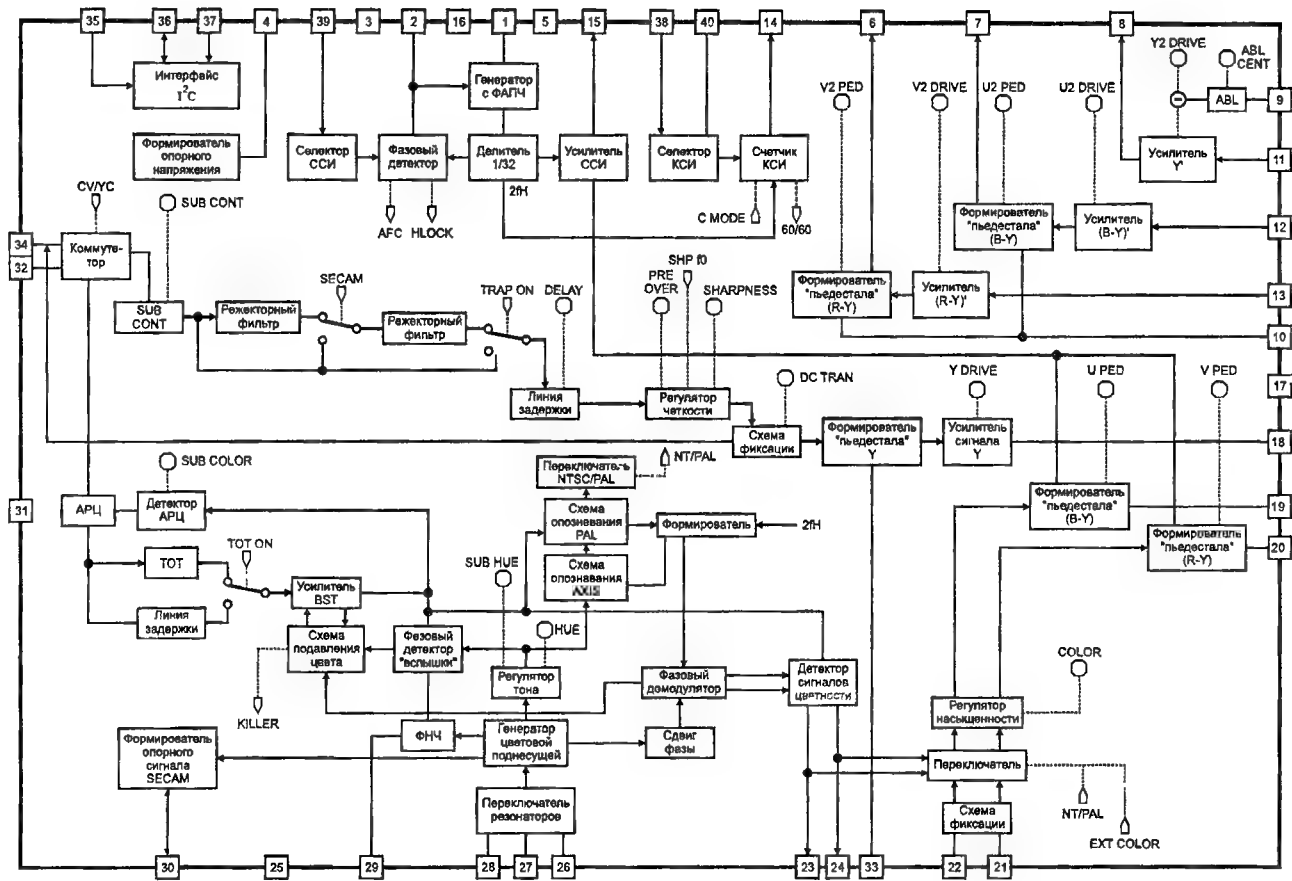 35 36 37 4 39 3 2 16 1 5 15 38 40 14 6 7 8
Y2 DRIVE
ABL
CENT
Интерфейс
I²C
Генератор
с ФАПЧ
V2 PED
V2 DRIVE
U2 PED
U2 DRIVE
ABL
9
Формирователь
опорного
напряжения
Селектор
ССИ
Фазовый
детектор
Делитель
1/32
Усилитель
ССИ
Селектор
КСИ
Счетчик
КСИ
Усилитель
Y'
11
2fH
CV/YC
SUB CONT
AFC
HLOCK
C MODE
60/60
Формирователь
"пьедестала"
(B-Y)
Усилитель
(B-Y)'
12
34
32
Коммута-
тор
SECAM
TRAP ON
DELAY
PRE
OVER
SHP f0
SHARPNESS
Формирователь
"пьедестала"
(R-Y)
Усилитель
(R-Y)'
13
SUB
CONT
Режекторный
фильтр
Режекторный
фильтр
10
Линия
задержки
Регулятор
четкости
DC TRAN
Y DRIVE
U PED
V PED
17
Схема
фиксации
Формирователь
"пьедестала"
Y
Усилитель
сигнала
Y
18
SUB COLOR
Переключатель
NTSC/PAL
NT/PAL
31
АРЦ
Детектор
АРЦ
Схема
опознавания
PAL
Формирователь
2fH
Формирователь
"пьедестала"
(B-Y)
19
Формирователь
"пьедестала"
(R-Y)
20
TOT ON
TOT
Усилитель
BST
SUB HUE
Схема
опознавания
AXIS
Линия
задержки
Схема
подавления
цвета
Фазовый
детектор
"вспышки"
HUE
Регулятор
тона
Фазовый
домодулятор
Детектор
сигналов
цветности
COLOR
KILLER
Регулятор
насыщенности
Формирователь
опорного
сигнала
SECAM
ФНЧ
Генератор
цветовой
поднесущей
Сдвиг
фазы
Переключатель
Переключатель
резонаторов
Схема
фиксации
NT/PAL
EXT COLOR
30 25 29 28 27 26 23 24 33 22 21